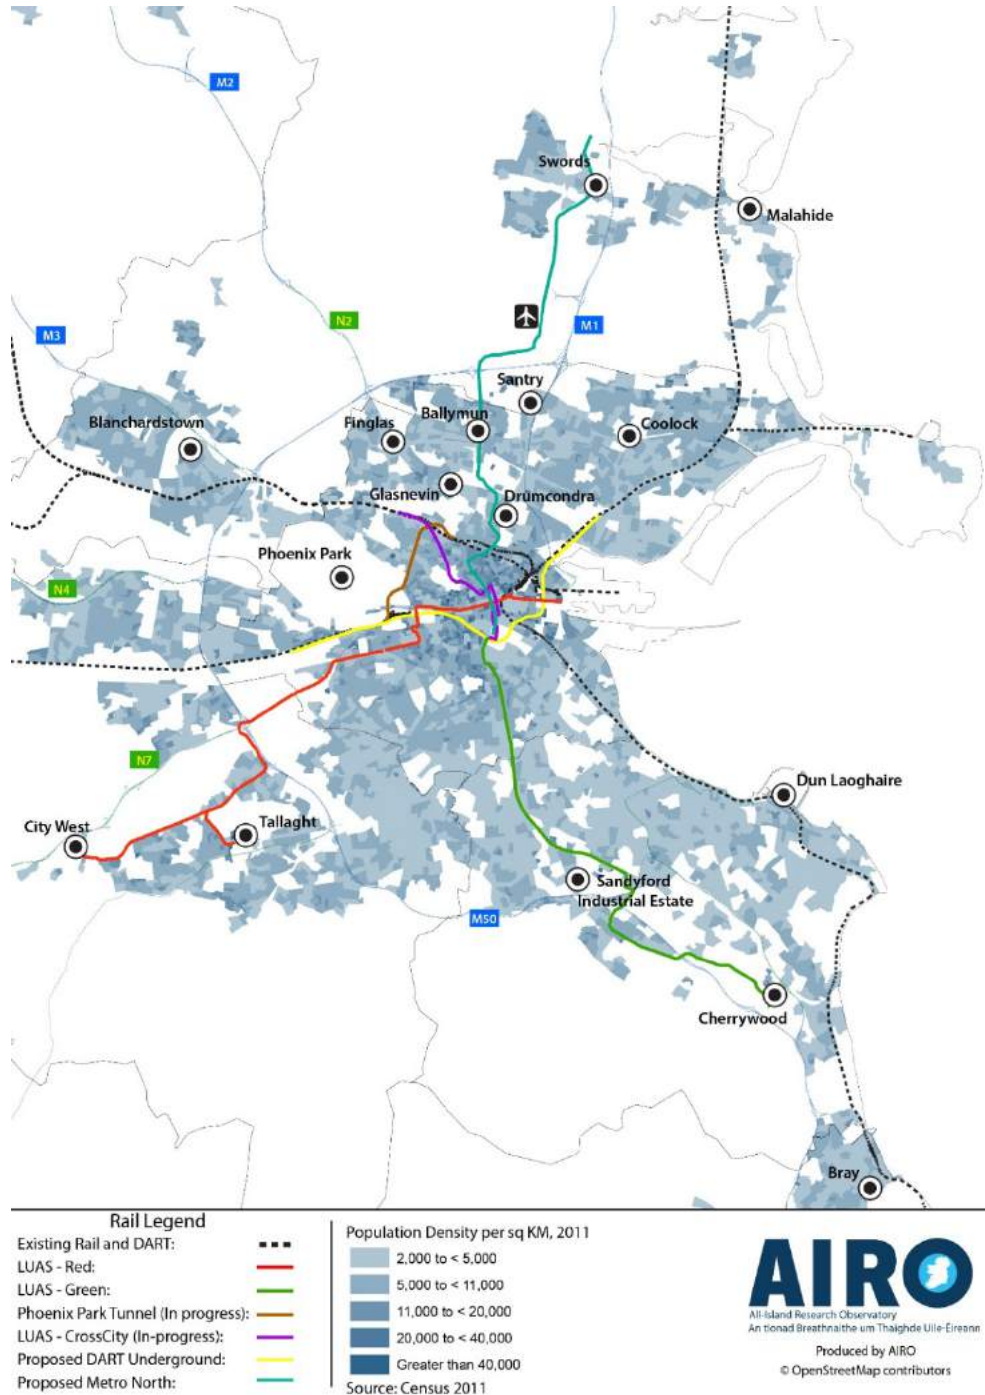 M2
Swords
Malahide
N2
M1
M3
Santry
Ballymun
Finglas
Coolock
Blanchardstown
Glasnevin
Drumcondra
Phoenix Park
N4
N7
Dun Laoghaire
City West
Tallaght
Sandyford
Industrial Estate
M50
Cherrywood
Bray
Rail Legend
Existing Rail and DART:
LUAS - Red:
LUAS - Green:
Phoenix Park Tunnel (In progress):
LUAS - CrossCity (In-progress):
Proposed DART Underground:
Proposed Metro North:
Population Density per sq KM, 2011
2,000 to < 5,000
5,000 to < 11,000
11,000 to < 20,000
20,000 to < 40,000
Greater than 40,000
Source: Census 2011
AIRO
All-Island Research Observatory
An tionad Breathnaithe um Thaighde Uile-Éireann
Produced by AIRO
© OpenStreetMap contributors